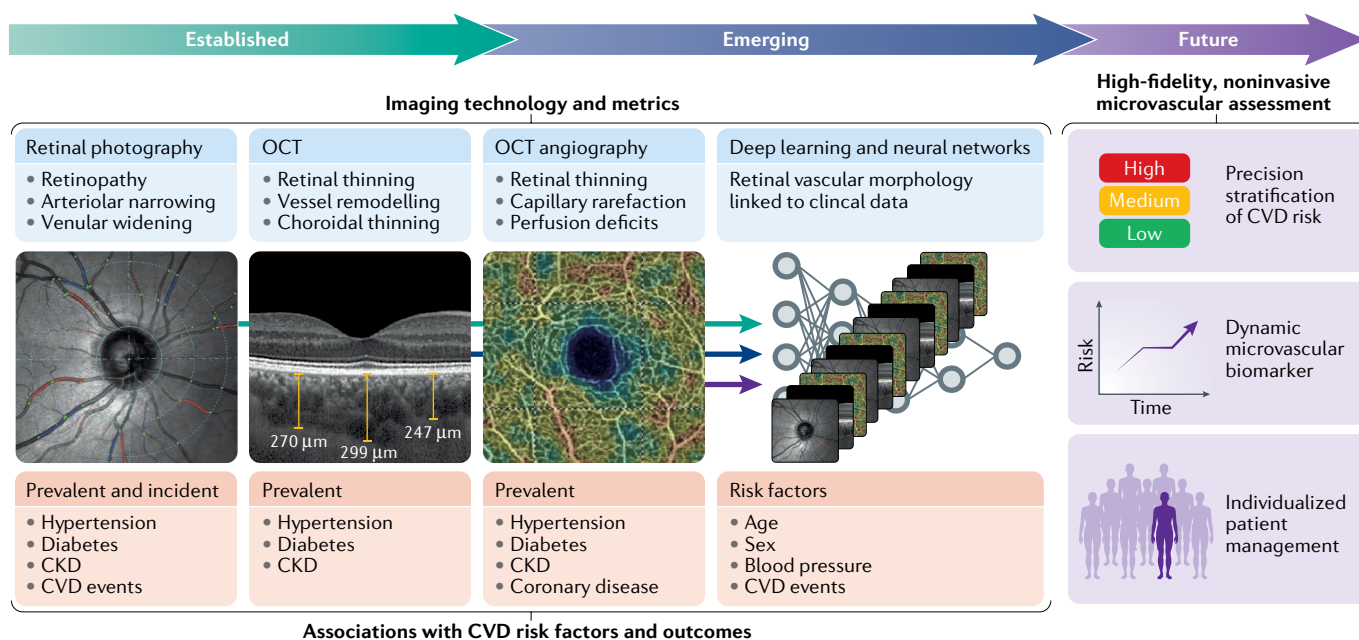 Established
Emerging
Future
Imaging technology and metrics
High-fidelity, noninvasive
microvascular assessment
Retinal photography
• Retinopathy
• Arteriolar narrowing
• Venular widening
OCT
• Retinal thinning
• Vessel remodelling
• Choroidal thinning
OCT angiography
• Retinal thinning
• Capillary rarefaction
• Perfusion deficits
Deep learning and neural networks
Retinal vascular morphology
linked to clincal data
270 µm
299 µm
247 µm
Prevalent and incident
• Hypertension
• Diabetes
• CKD
• CVD events
Prevalent
• Hypertension
• Diabetes
• CKD
Prevalent
• Hypertension
• Diabetes
• CKD
• Coronary disease
Risk factors
• Age
• Sex
• Blood pressure
• CVD events
Associations with CVD risk factors and outcomes
High
Medium
Low
Precision
stratification
of CVD risk
Risk
Time
Dynamic
microvascular
biomarker
Individualized
patient
management